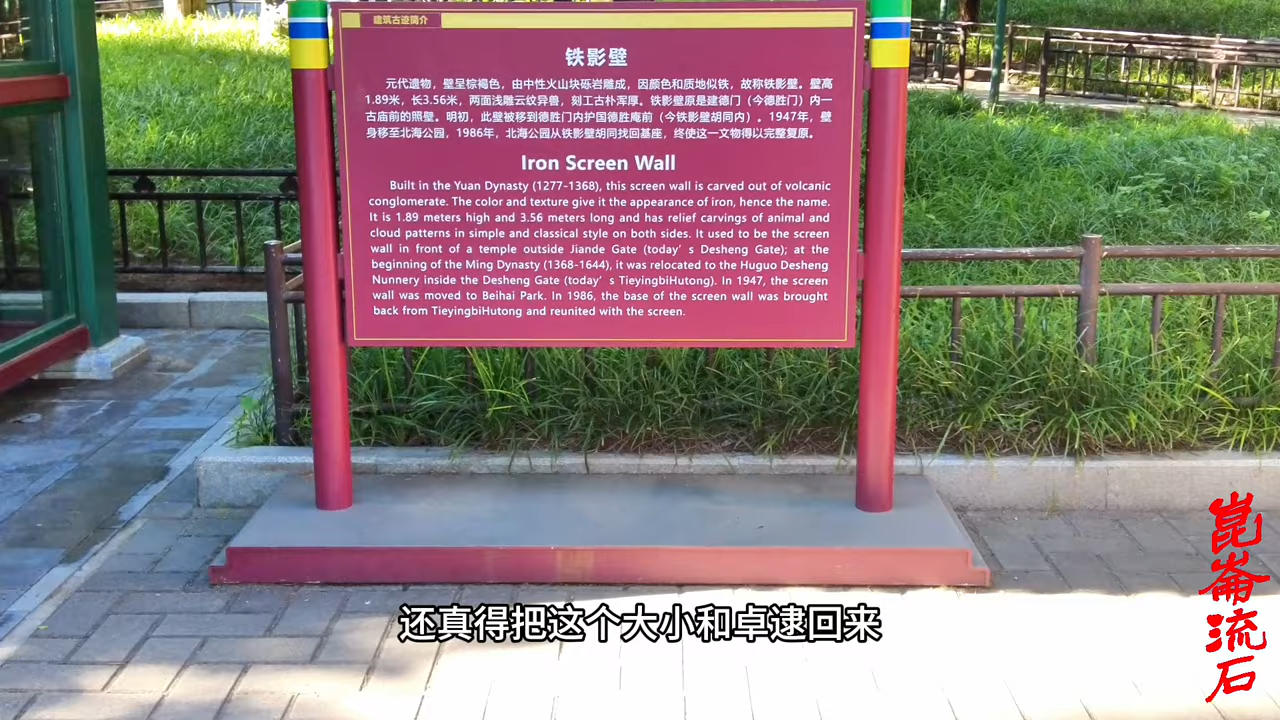 建筑古迹简介
铁影壁
元代遗物，壁呈棕褐色，由中性火山块砾岩雕成，因颜色和质地似铁，故称铁影壁。壁高
1.89米，长3.56米，两面浅雕云纹异兽，刻工古朴浑厚。铁影壁原是建德门（今德胜门）内一
古庙前的照壁。明初，此壁被移到德胜门内护国德胜庵前（今铁影壁胡同内）。1947年，壁
身移至北海公园，1986年，北海公园从铁影壁胡同找回基座，终使这一文物得以完整复原。
Iron Screen Wall
Built in the Yuan Dynasty (1277-1368), this screen wall is carved out of volcanic
conglomerate. The color and texture give it the appearance of iron, hence the name.
It is 1.89 meters high and 3.56 meters long and has relief carvings of animal and
cloud patterns in simple and classical style on both sides. It used to be the screen
wall in front of a temple outside Jiande Gate (today’s Desheng Gate); at the
beginning of the Ming Dynasty (1368-1644), it was relocated to the Huguo Desheng
Nunnery inside the Desheng Gate (today’s TieyingbiHutong). In 1947, the screen
wall was moved to Beihai Park. In 1986, the base of the screen wall was brought
back from TieyingbiHutong and reunited with the screen.
还真得把这个大小和卓逮回来
崑崙流石